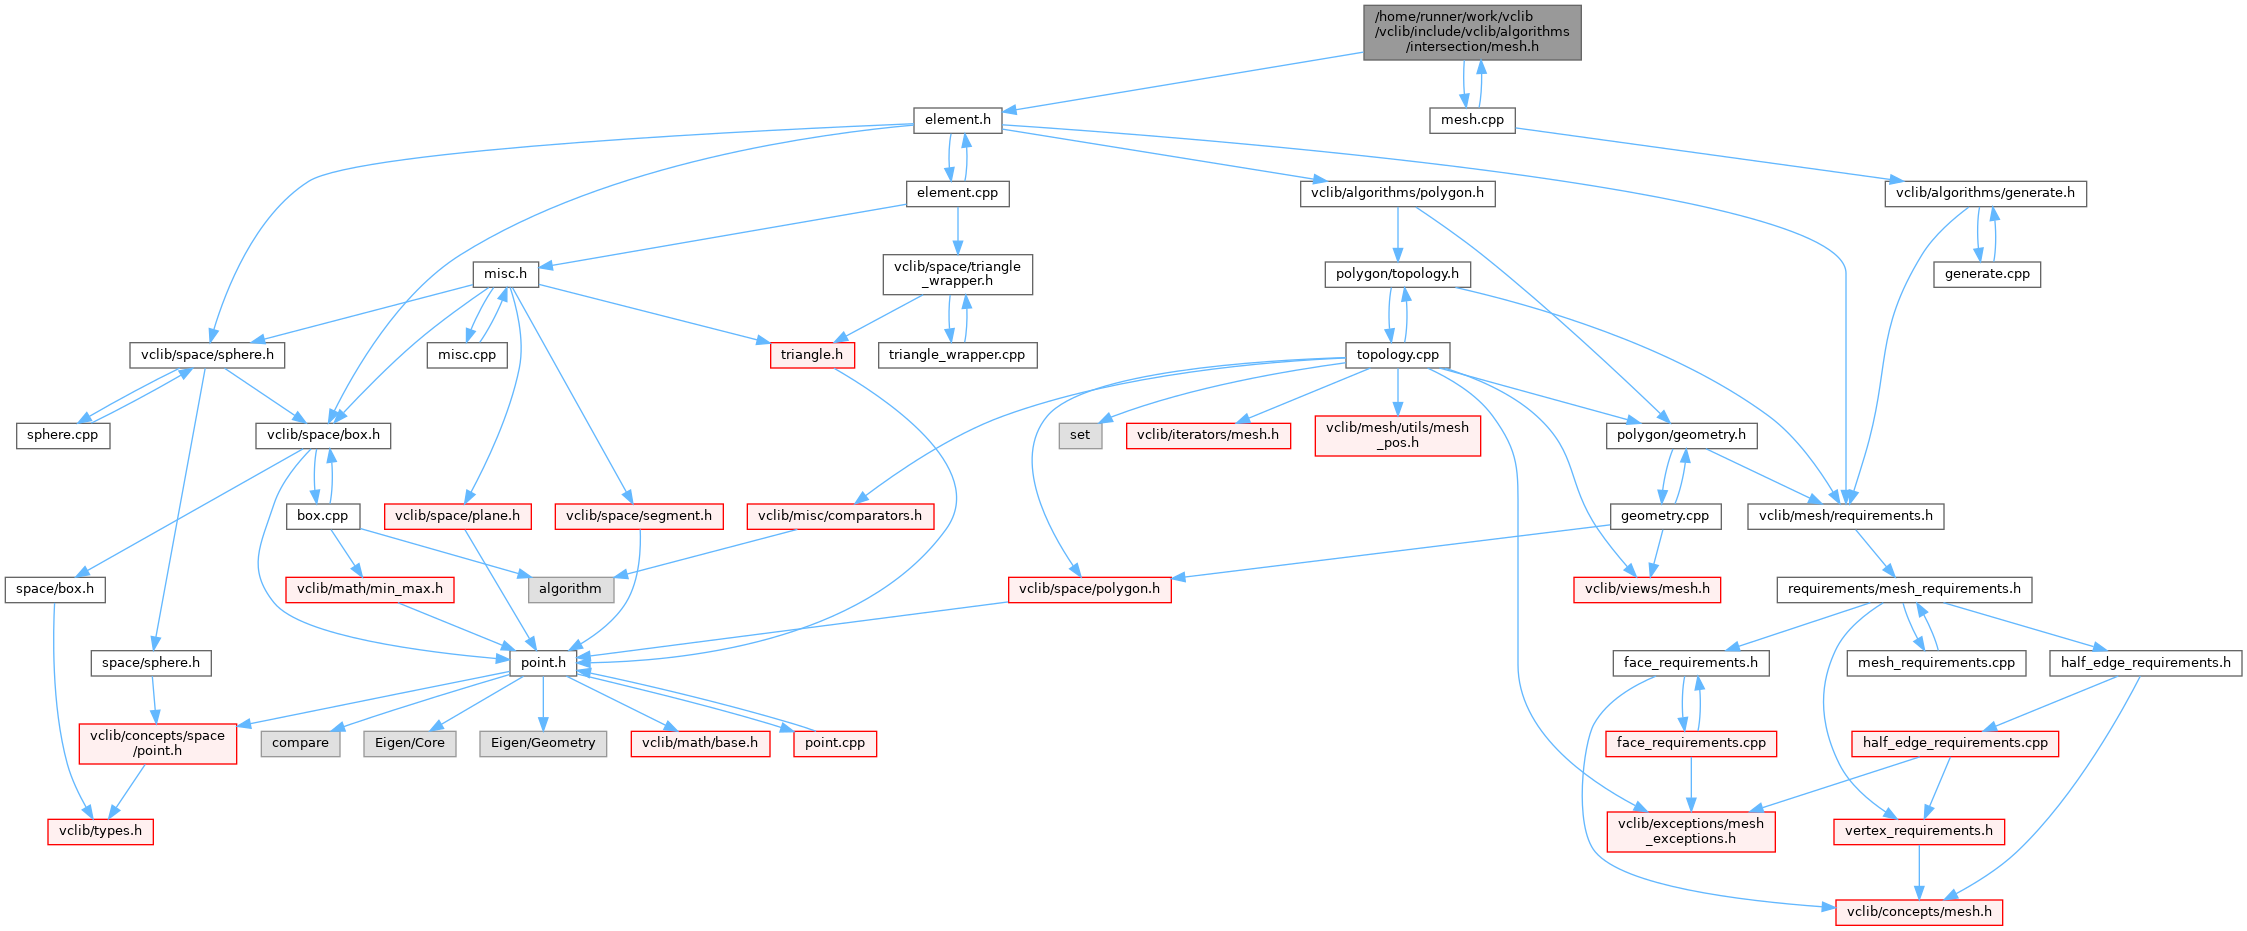 /home/runner/work/vclib
/vclib/include/vclib/algorithms
/intersection/mesh.h
element.h
mesh.cpp
element.cpp
vclib/algorithms/polygon.h
vclib/algorithms/generate.h
misc.h
vclib/space/triangle
_wrapper.h
polygon/topology.h
generate.cpp
vclib/space/sphere.h
misc.cpp
triangle.h
triangle_wrapper.cpp
topology.cpp
sphere.cpp
vclib/space/box.h
set
vclib/iterators/mesh.h
vclib/mesh/utils/mesh
_pos.h
polygon/geometry.h
box.cpp
vclib/space/plane.h
vclib/space/segment.h
vclib/misc/comparators.h
geometry.cpp
vclib/mesh/requirements.h
space/box.h
vclib/math/min_max.h
algorithm
vclib/space/polygon.h
vclib/views/mesh.h
requirements/mesh_requirements.h
space/sphere.h
point.h
face_requirements.h
mesh_requirements.cpp
half_edge_requirements.h
vclib/concepts/space
/point.h
compare
Eigen/Core
Eigen/Geometry
vclib/math/base.h
point.cpp
face_requirements.cpp
half_edge_requirements.cpp
vclib/types.h
vclib/exceptions/mesh
_exceptions.h
vertex_requirements.h
vclib/concepts/mesh.h